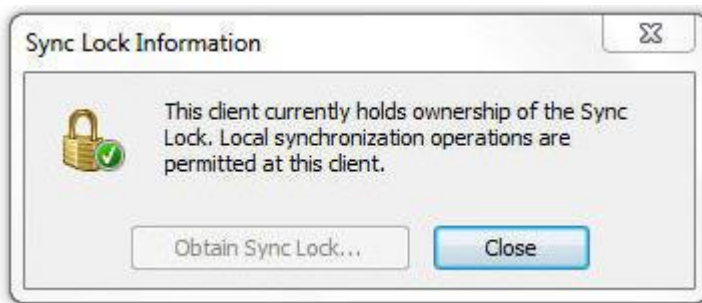 Sync Lock Information
This client currently holds ownership of the Sync
Lock. Local synchronization operations are
permitted at this client.
Obtain Sync Lock...
Close